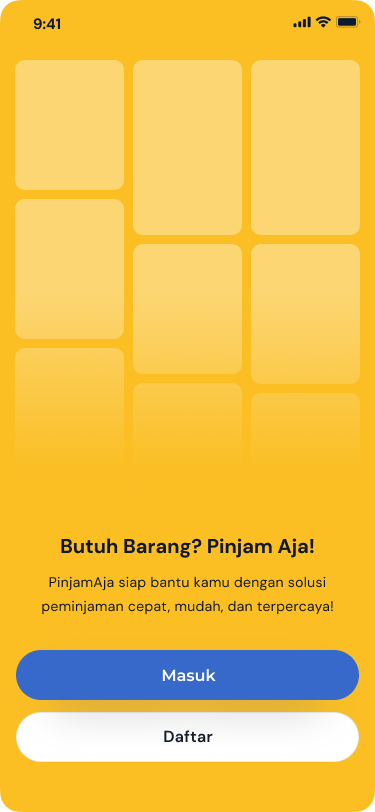 9:41
Butuh Barang? Pinjam Aja!
PinjamAja siap bantu kamu dengan solusi
peminjaman cepat, mudah, dan terpercaya!
Masuk
Daftar